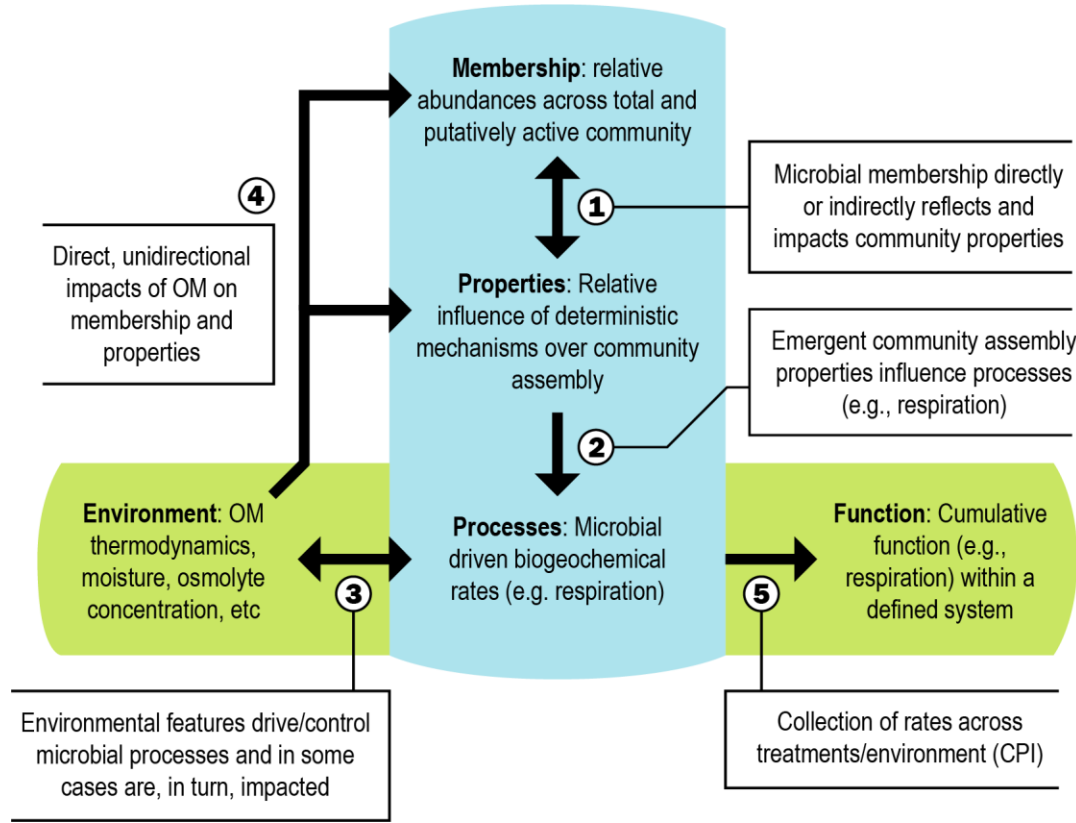 Membership: relative
abundances across total and
putatively active community
4
1
Microbial membership directly
or indirectly reflects and
impacts community properties
Direct, unidirectional
impacts of OM on
membership and
properties
Properties: Relative
influence of deterministic
mechanisms over community
assembly
Emergent community assembly
properties influence processes
(e.g., respiration)
2
Environment: OM
thermodynamics,
moisture, osmolyte
concentration, etc
3
Processes: Microbial
driven biogeochemical
rates (e.g. respiration)
5
Function: Cumulative
function (e.g.,
respiration) within a
defined system
Environmental features drive/control
microbial processes and in some
cases are, in turn, impacted
Collection of rates across
treatments/environment (CPI)